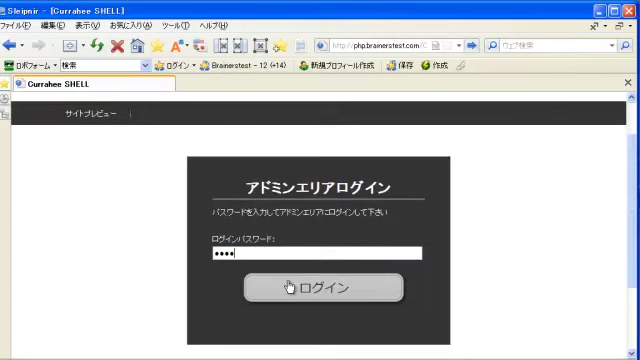 Sleipnir - [Currahee SHELL]
ファイル(F) 編集(E) 表示(V) お気に入り(A) ツール(T) ヘルプ(H)
http://php.brainerstest.com/C ウェブ検索
ロボフォーム 検索 ログイン Brainerstest - 12 (+14) 新規プロフィール作成 保存 作成
Currahee SHELL
サイトプレビュー |
アドミンエリアログイン
パスワードを入力してアドミンエリアにログインして下さい
ログインパスワード:
••••
ログイン